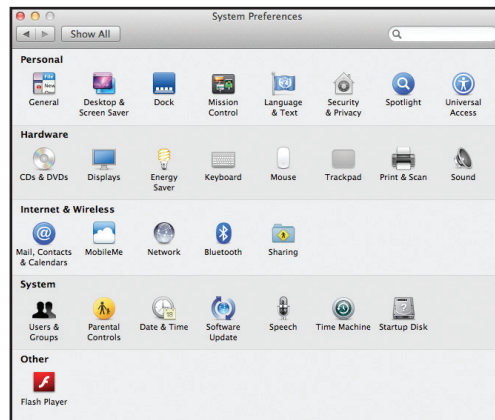 System Preferences
Show All
Personal
General
Desktop &
Screen Saver
Dock
Mission
Control
Language
& Text
Security
& Privacy
Spotlight
Universal
Access
Hardware
CDs & DVDs
Displays
Energy
Saver
Keyboard
Mouse
Trackpad
Print & Scan
Sound
Internet & Wireless
Mail, Contacts
& Calendars
MobileMe
Network
Bluetooth
Sharing
System
Users &
Groups
Parental
Controls
Date & Time
Software
Update
Speech
Time Machine
Startup Disk
Other
Flash Player